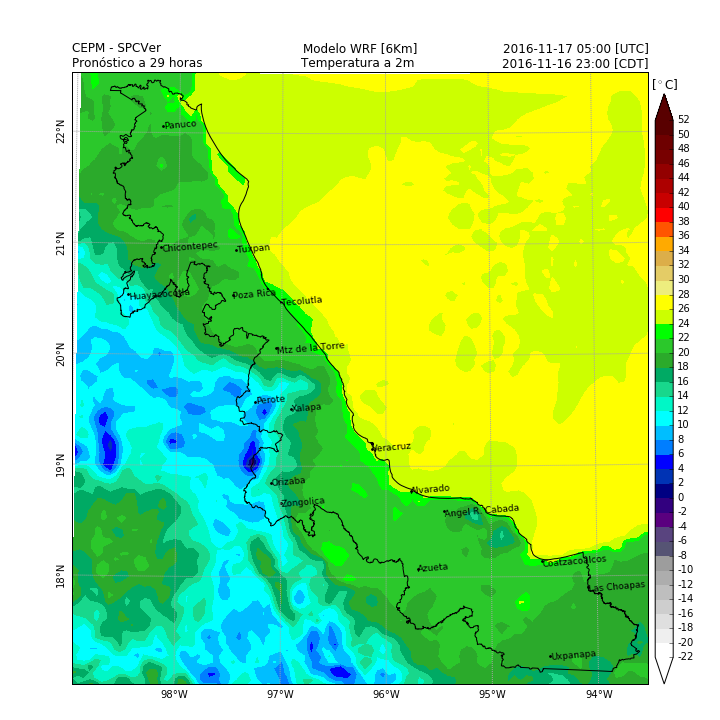 CEPM - SPCVer Modelo WRF [6Km] 2016-11-17 05:00 [UTC]
Pronóstico a 29 horas Temperatura a 2m 2016-11-16 23:00 [CDT]
[°C]
52
50
48
46
44
42
40
38
36
34
32
30
28
26
25
22
20
18
16
14
12
10
8
6
4
2
0
-2
-4
-6
-8
-10
-12
-14
-16
-18
-20
-22
22°N
21°N
20°N
19°N
18°N
Panuco
Chicontepec
Tuxpan
Huayacocotla
Poza Rica
Tecolutla
Mtz de la Torre
Perote
Xalapa
Veracruz
Orizaba
Alvarado
Zongolica
Angel R. Cabada
Azueta
Coatzacoalcos
Las Choapas
Uxpanapa
98°W 97°W 96°W 95°W 94°W